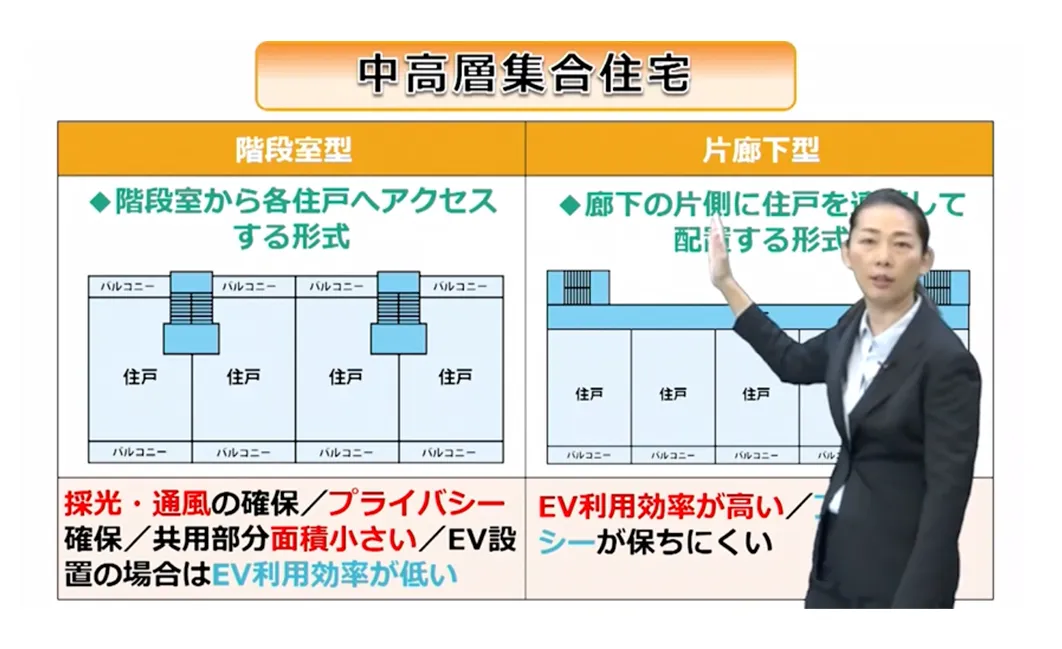 中高層集合住宅
階段室型
片廊下型
◆階段室から各住戸へアクセス
する形式
◆廊下の片側に住戸を して
配置する形式
バルコニー バルコニー バルコニー バルコニー
住戸 住戸 住戸 住戸
バルコニー バルコニー バルコニー バルコニー
住戸 住戸 住戸
バルコニー バルコニー バルコニー バル
採光・通風の確保／プライバシー
確保／共用部分面積小さい／EV設
置の場合はEV利用効率が低い
EV利用効率が高い／
シーが保ちにくい